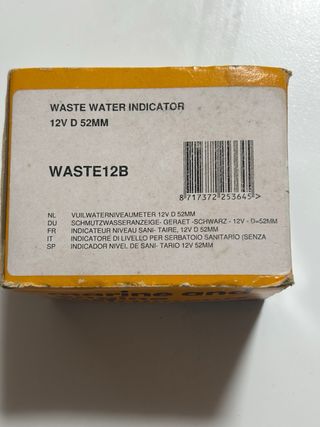 WASTE WATER INDICATOR
12V D 52MM
WASTE12B
8 717372 253645 >
NL VUILWATERNIVEAUMETER 12V D 52MM
DU SCHMUTZWASSERANZEIGE- GERAET -SCHWARZ - 12V - D=52MM
FR INDICATEUR NIVEAU SANI- TAIRE, 12V D 52MM
IT INDICATORE DI LIVELLO PER SERBATOIO SANITARIO (SENZA
SP INDICADOR NIVEL DE SANI- TARIO 12V 52MM
marine and